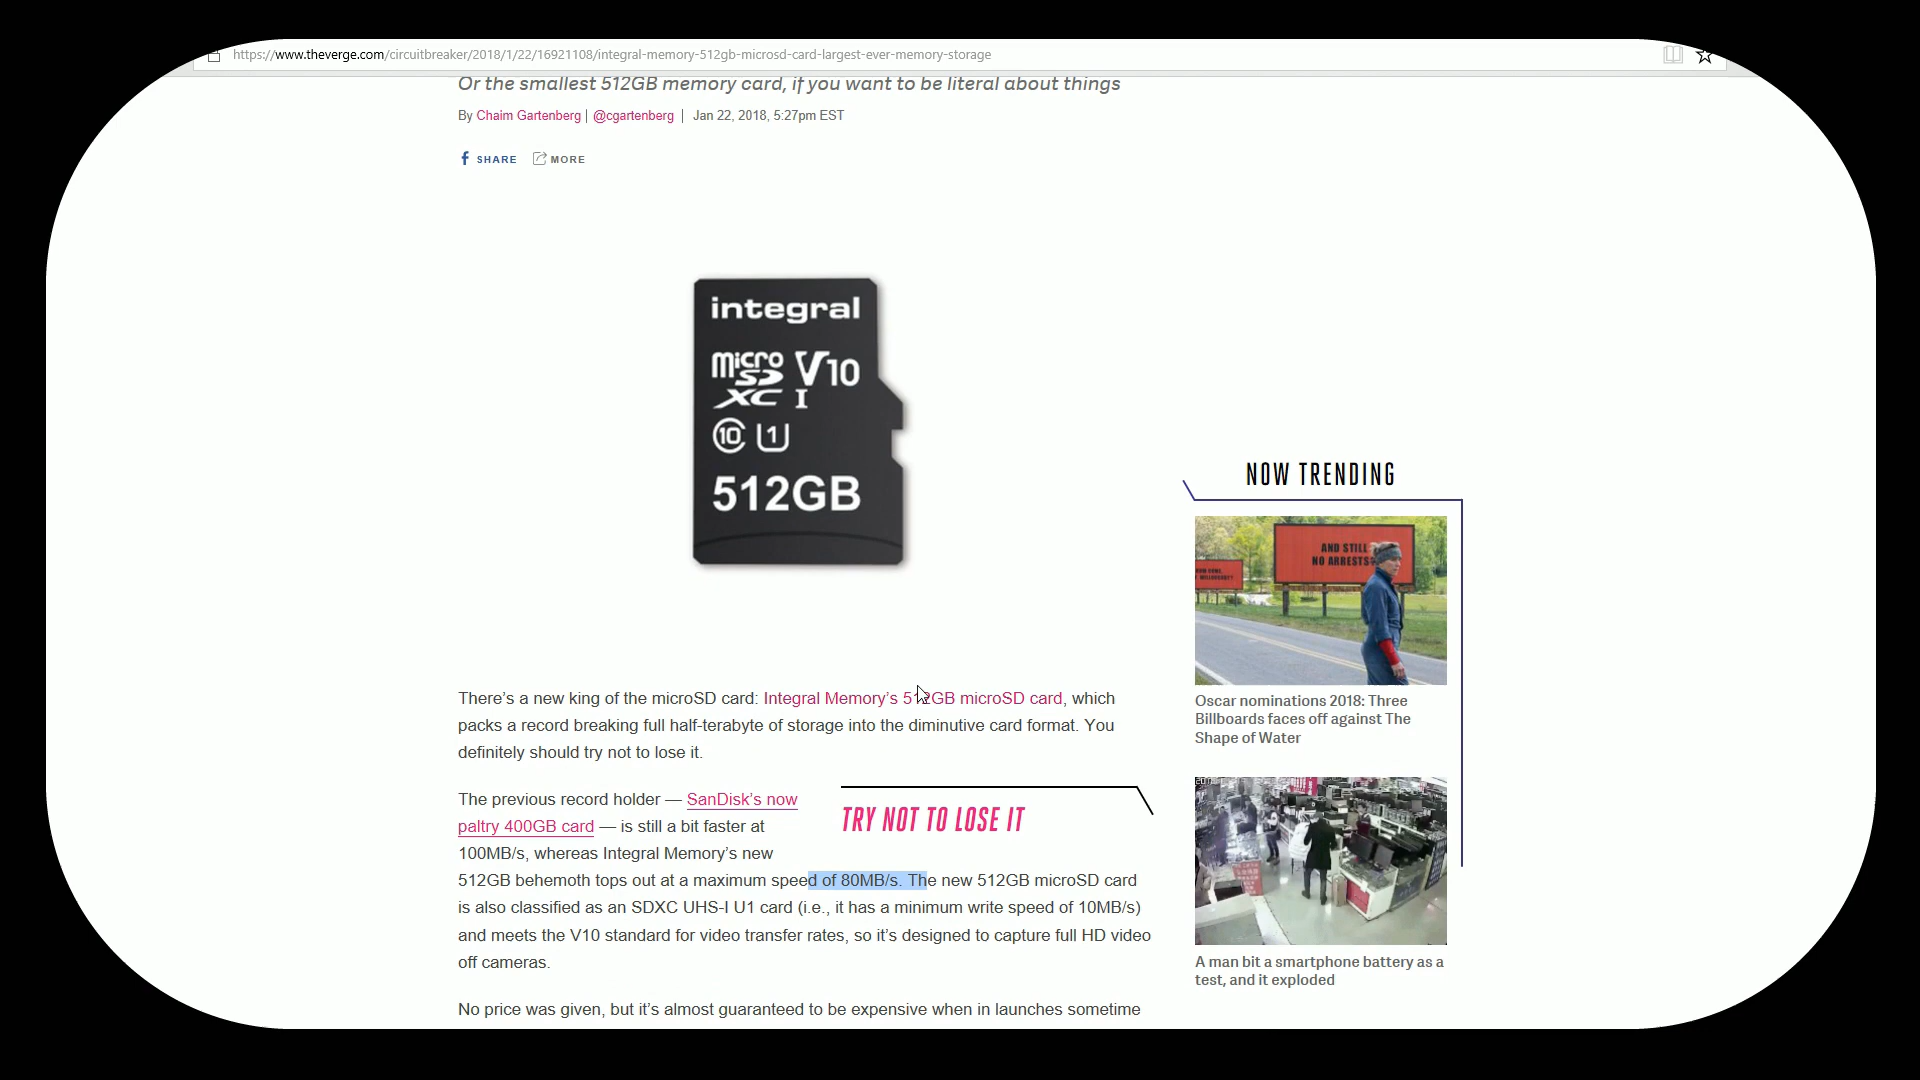 https://www.theverge.com/circuitbreaker/2018/1/22/16921108/integral-memory-512gb-microsd-card-largest-ever-memory-storage
Or the smallest 512GB memory card, if you want to be literal about things
By Chaim Gartenberg | @cgartenberg | Jan 22, 2018, 5:27pm EST
SHARE MORE
integral
micro SD XC I V10
10 1
512GB
There's a new king of the microSD card: Integral Memory's 512GB microSD card, which
packs a record breaking full half-terabyte of storage into the diminutive card format. You
definitely should try not to lose it.
The previous record holder — SanDisk's now
paltry 400GB card — is still a bit faster at
100MB/s, whereas Integral Memory's new
512GB behemoth tops out at a maximum speed of 80MB/s. The new 512GB microSD card
is also classified as an SDXC UHS-I U1 card (i.e., it has a minimum write speed of 10MB/s)
and meets the V10 standard for video transfer rates, so it's designed to capture full HD video
off cameras.
TRY NOT TO LOSE IT
No price was given, but it's almost guaranteed to be expensive when in launches sometime
NOW TRENDING
AND STILL
NO ARRESTS?
Oscar nominations 2018: Three
Billboards faces off against The
Shape of Water
A man bit a smartphone battery as a
test, and it exploded